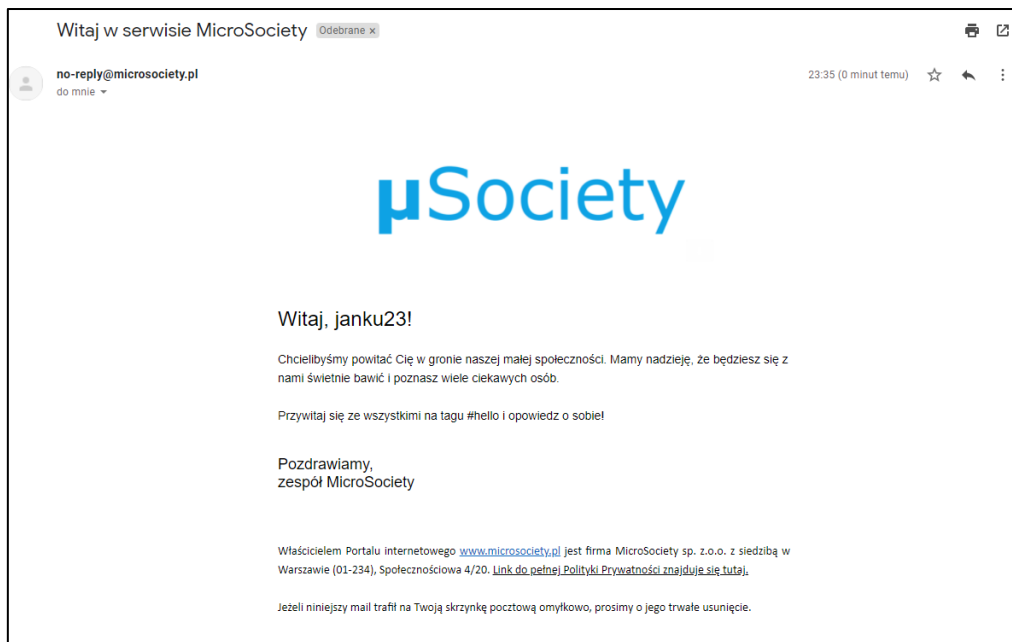 Witaj w serwisie MicroSociety Odebrane x
no-reply@microsociety.pl 23:35 (0 minut temu)
do mnie
µSociety
Witaj, janku23!
Chcielibyśmy powitać Cię w gronie naszej małej społeczności. Mamy nadzieję, że będziesz się z
nami świetnie bawić i poznasz wiele ciekawych osób.
Przywitaj się ze wszystkimi na tagu #hello i opowiedz o sobie!
Pozdrawiamy,
zespół MicroSociety
Właścicielem Portalu internetowego www.microsociety.pl jest firma MicroSociety sp. z.o.o. z siedzibą w
Warszawie (01-234), Społecznościowa 4/20. Link do pełnej Polityki Prywatności znajduje się tutaj.
Jeżeli niniejszy mail trafił na Twoją skrzynkę pocztową omyłkowo, prosimy o jego trwałe usunięcie.